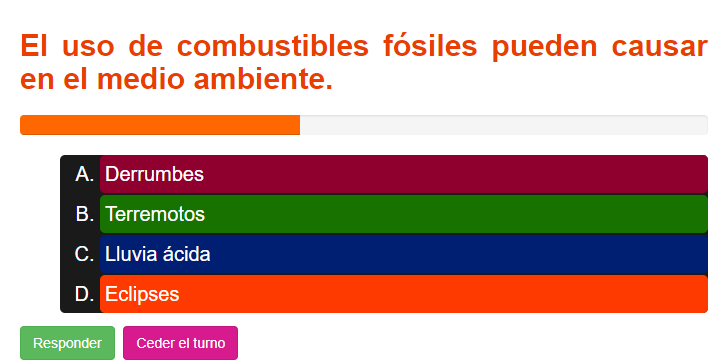 El uso de combustibles fósiles pueden causar
en el medio ambiente.
A. Derrumbes
B. Terremotos
C. Lluvia ácida
D. Eclipses
Responder Ceder el turno